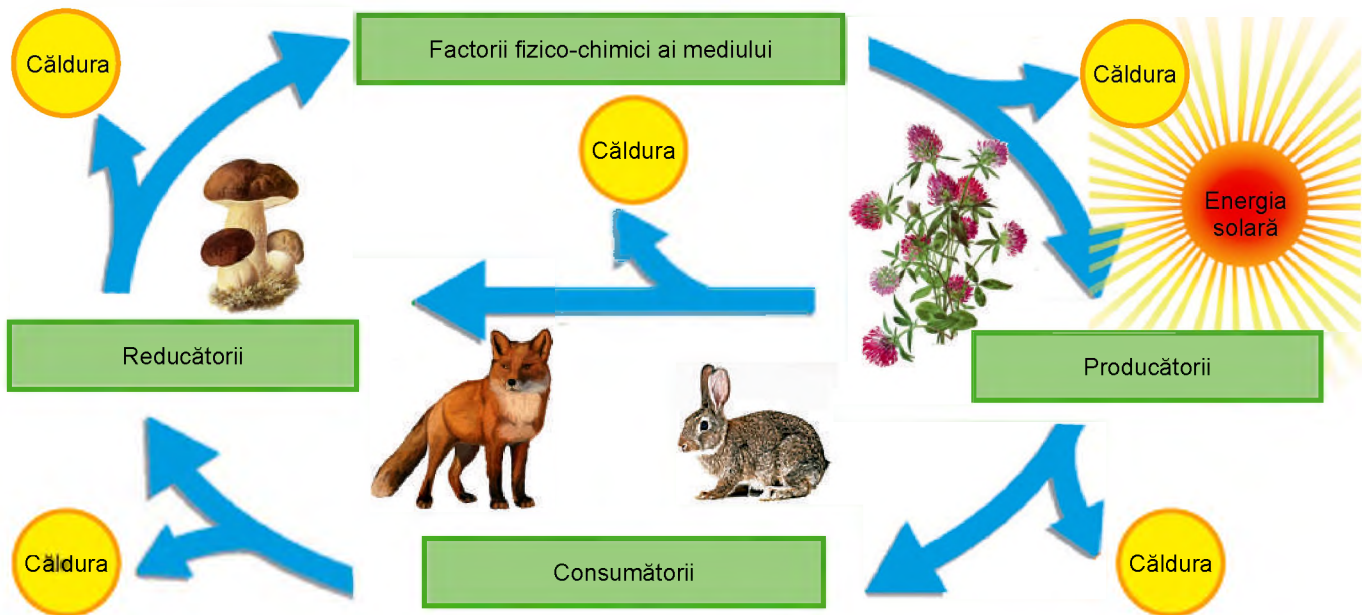 Căldura
Factorii fizico-chimici ai mediului
Căldura
Căldura
Energia
solară
Reducătorii
Producătorii
Căldura
Consumătorii
Căldura